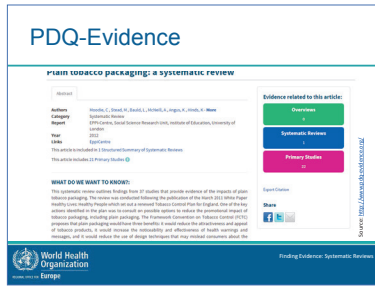 PDQ-Evidence
Plain tobacco packaging: a systematic review
Abstract
Authors Moodie, C., Stead, M., Bauld, L., McNeill, A., Angus, K., Hinds, K. - More
Category Systematic Review
Report EPPI-Centre, Social Science Research Unit, Institute of Education, University of
London
Year 2012
Links EppiCentre
This article is included in 1 Structured Summary of Systematic Reviews
This article includes 21 Primary Studies
WHAT DO WE WANT TO KNOW?:
This systematic review outlines findings from 37 studies that provide evidence of the impacts of plain
tobacco packaging. The review was conducted following the publication of the March 2011 White Paper
Healthy Lives: Healthy People which set out a renewed Tobacco Control Plan for England. One of the key
actions identified in the plan was to consult on possible options to reduce the promotional impact of
tobacco packaging, including plain packaging. The Framework Convention on Tobacco Control (FCTC)
proposes that plain packaging would have three benefits: it would reduce the attractiveness and appeal
of tobacco products, it would increase the noticeability and effectiveness of health warnings and
messages, and it would reduce the use of design techniques that may mislead consumers about the
Evidence related to this article:
Overviews
Systematic Reviews
1
Primary Studies
Export Citation
Share
Source: http://www.pdq-evidence.org/
World Health
Organization
REGIONAL OFFICE FOR Europe
Finding Evidence: Systematic Reviews